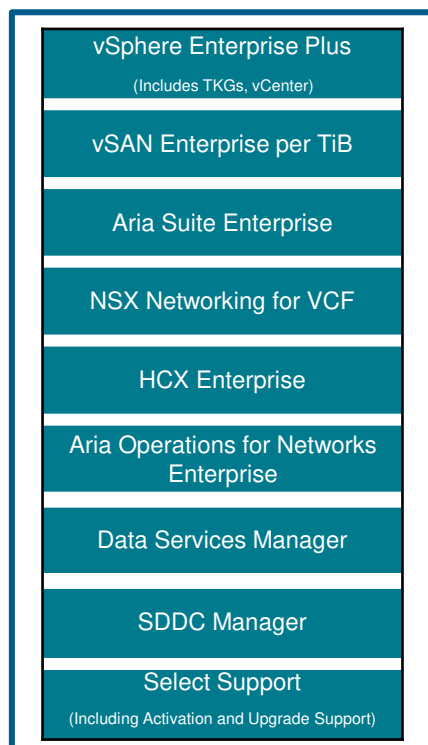 vSphere Enterprise Plus
(Includes TKGs, vCenter)
vSAN Enterprise per TiB
Aria Suite Enterprise
NSX Networking for VCF
HCX Enterprise
Aria Operations for Networks
Enterprise
Data Services Manager
SDDC Manager
Select Support
(Including Activation and Upgrade Support)